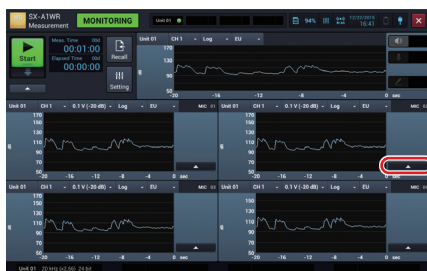 SX-A1WR
Measurement
MONITORING
Unit 01
94%
12/22/2015
16:41
Start
Meas. Time 00d
00:01:00
Elapsed Time 00d
00:00:00
Recall
Setting
Unit 01 CH 1 - Log - EU -
170
130
90
50
-20 -16 -12 -8 -4 0 sec
Unit 01 CH 1 - 0.1 V (-20 dB) - Log - EU - MIC 01
170
150
130
110
90
70
50
-20 -16 -12 -8 -4 0 sec
Unit 01 CH 1 - 0.1 V (-20 dB) - Log - EU - MIC
170
150
130
110
90
70
50
-20 -16 -12 -8 -4 0 sec
Unit 01 CH 1 - 0.1 V (-20 dB) - Log - EU - MIC
170
150
130
110
90
70
50
-20 -16 -12 -8 -4 0 sec
Unit 01 CH 1 - 0.1 V (-20 dB) - Log - EU - MIC
150
130
110
90
70
50
-20 -16 -12 -8 -4 0 sec
Unit 01 20 kHz (x2.56) 24 bit